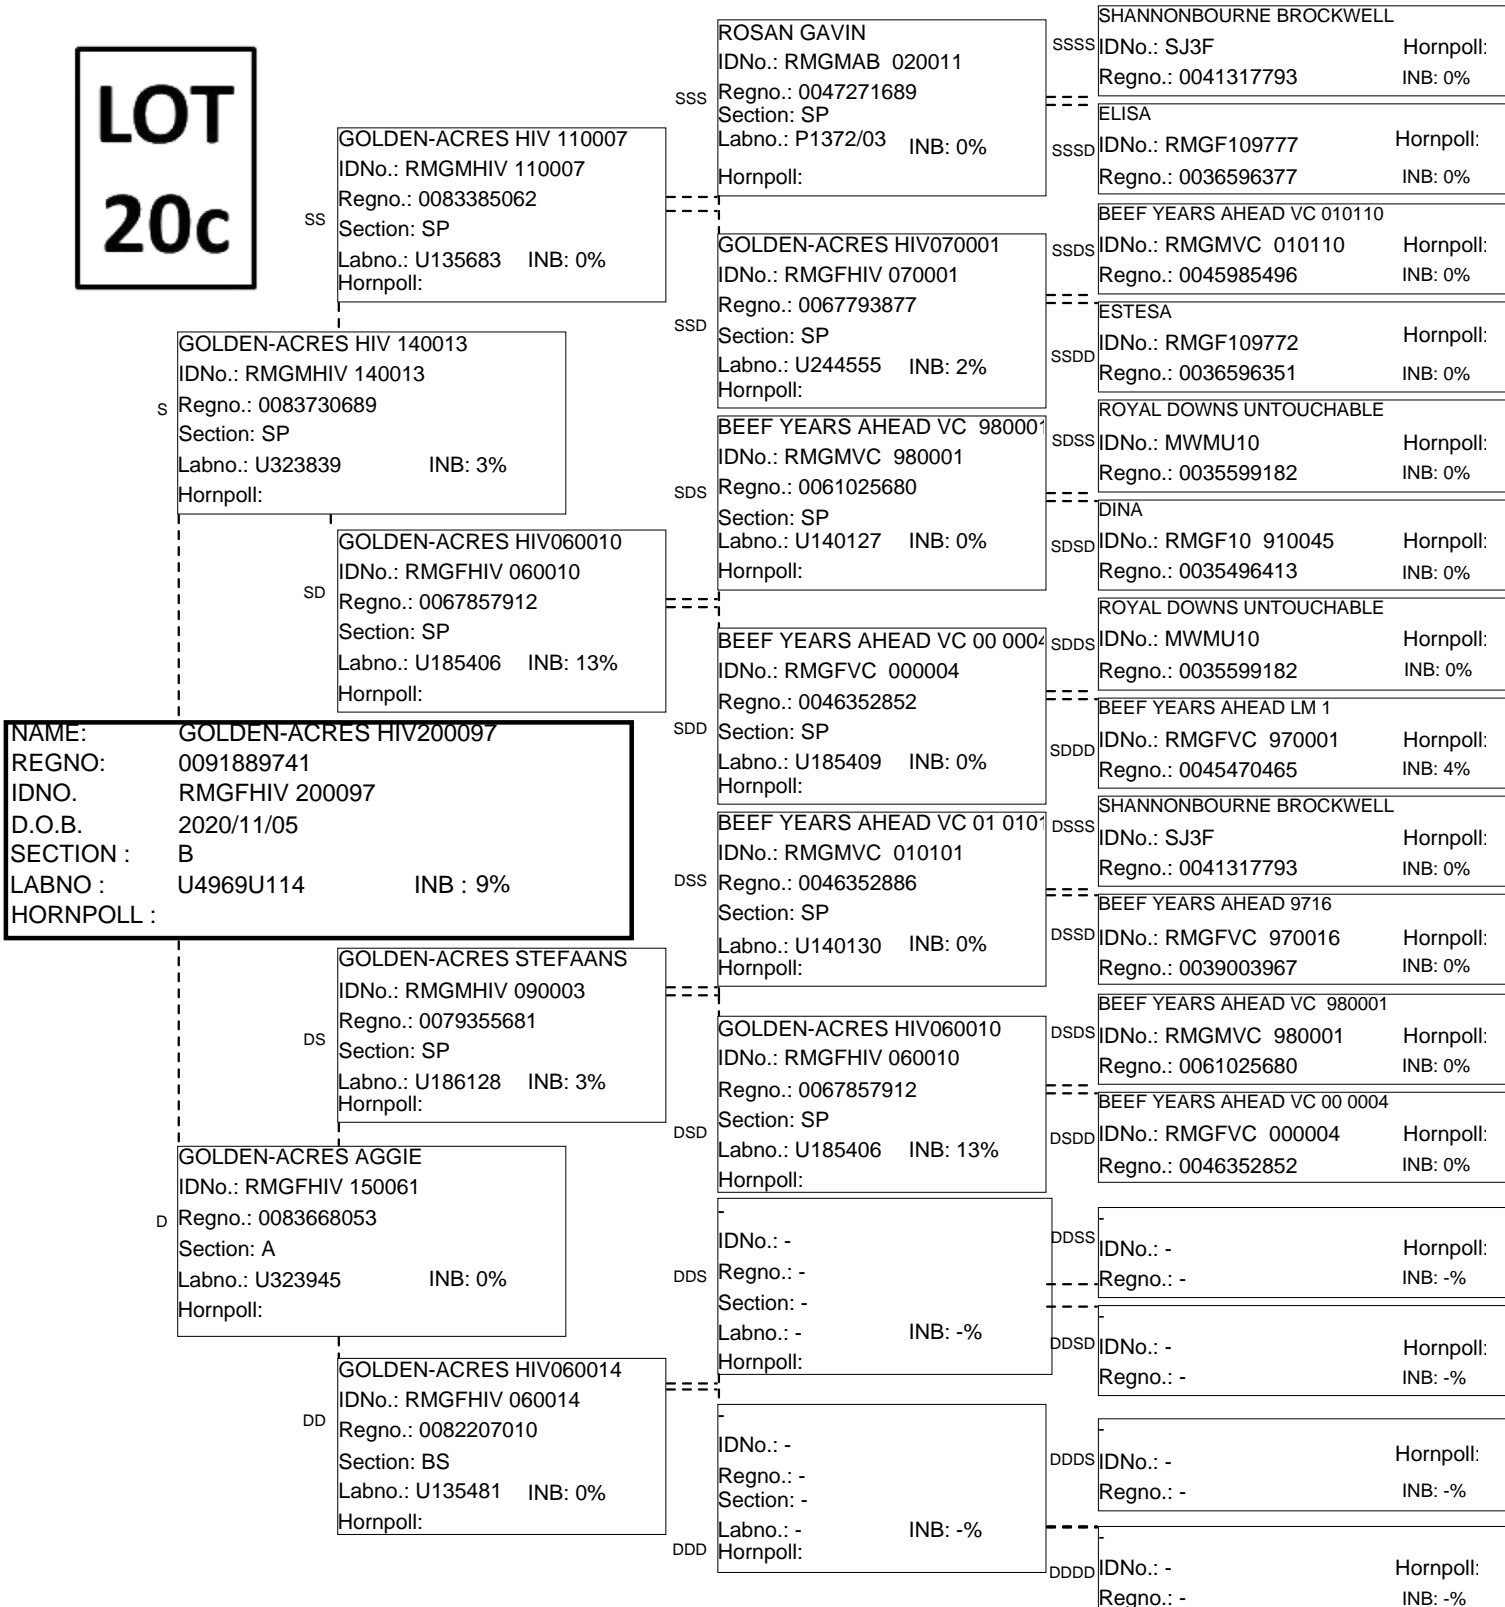 LOT
20c
NAME: GOLDEN-ACRES HIV200097
REGNO: 0091889741
IDNO. RMGFHIV 200097
D.O.B. 2020/11/05
SECTION : B
LABNO : U4969U114 INB : 9%
HORNPOLL :
S
GOLDEN-ACRES HIV 140013
IDNo.: RMGMHIV 140013
Regno.: 0083730689
Section: SP
Labno.: U323839 INB: 3%
Hornpoll:
D
GOLDEN-ACRES AGGIE
IDNo.: RMGFHIV 150061
Regno.: 0083668053
Section: A
Labno.: U323945 INB: 0%
Hornpoll:
SS
GOLDEN-ACRES HIV 110007
IDNo.: RMGMHIV 110007
Regno.: 0083385062
Section: SP
Labno.: U135683 INB: 0%
Hornpoll:
SD
GOLDEN-ACRES HIV060010
IDNo.: RMGFHIV 060010
Regno.: 0067857912
Section: SP
Labno.: U185406 INB: 13%
Hornpoll:
DS
GOLDEN-ACRES STEFAANS
IDNo.: RMGMHIV 090003
Regno.: 0079355681
Section: SP
Labno.: U186128 INB: 3%
Hornpoll:
DD
GOLDEN-ACRES HIV060014
IDNo.: RMGFHIV 060014
Regno.: 0082207010
Section: BS
Labno.: U135481 INB: 0%
Hornpoll:
SSS
ROSAN GAVIN
IDNo.: RMGMAB 020011
Regno.: 0047271689
Section: SP
Labno.: P1372/03 INB: 0%
Hornpoll:
SSD
GOLDEN-ACRES HIV070001
IDNo.: RMGFHIV 070001
Regno.: 0067793877
Section: SP
Labno.: U244555 INB: 2%
Hornpoll:
SDS
BEEF YEARS AHEAD VC 980001
IDNo.: RMGMVC 980001
Regno.: 0061025680
Section: SP
Labno.: U140127 INB: 0%
Hornpoll:
SDD
BEEF YEARS AHEAD VC 00 0004
IDNo.: RMGFVC 000004
Regno.: 0046352852
Section: SP
Labno.: U185409 INB: 0%
Hornpoll:
DSS
BEEF YEARS AHEAD VC 01 0101
IDNo.: RMGMVC 010101
Regno.: 0046352886
Section: SP
Labno.: U140130 INB: 0%
Hornpoll:
DSD
GOLDEN-ACRES HIV060010
IDNo.: RMGFHIV 060010
Regno.: 0067857912
Section: SP
Labno.: U185406 INB: 13%
Hornpoll:
DDS
-
IDNo.: -
Regno.: -
Section: -
Labno.: - INB: -%
Hornpoll:
DDD
-
IDNo.: -
Regno.: -
Section: -
Labno.: - INB: -%
Hornpoll:
SSSS
SHANNONBOURNE BROCKWELL
IDNo.: SJ3F Hornpoll:
Regno.: 0041317793 INB: 0%
SSSD
ELISA
IDNo.: RMGF109777 Hornpoll:
Regno.: 0036596377 INB: 0%
SSDS
BEEF YEARS AHEAD VC 010110
IDNo.: RMGMVC 010110 Hornpoll:
Regno.: 0045985496 INB: 0%
SSDD
ESTESA
IDNo.: RMGF109772 Hornpoll:
Regno.: 0036596351 INB: 0%
SDSS
ROYAL DOWNS UNTOUCHABLE
IDNo.: MWMU10 Hornpoll:
Regno.: 0035599182 INB: 0%
SDSD
DINA
IDNo.: RMGF10 910045 Hornpoll:
Regno.: 0035496413 INB: 0%
SDDS
ROYAL DOWNS UNTOUCHABLE
IDNo.: MWMU10 Hornpoll:
Regno.: 0035599182 INB: 0%
SDDD
BEEF YEARS AHEAD LM 1
IDNo.: RMGFVC 970001 Hornpoll:
Regno.: 0045470465 INB: 4%
DSSS
SHANNONBOURNE BROCKWELL
IDNo.: SJ3F Hornpoll:
Regno.: 0041317793 INB: 0%
DSSD
BEEF YEARS AHEAD 9716
IDNo.: RMGFVC 970016 Hornpoll:
Regno.: 0039003967 INB: 0%
DSDS
BEEF YEARS AHEAD VC 980001
IDNo.: RMGMVC 980001 Hornpoll:
Regno.: 0061025680 INB: 0%
DSDD
BEEF YEARS AHEAD VC 00 0004
IDNo.: RMGFVC 000004 Hornpoll:
Regno.: 0046352852 INB: 0%
DDSS
-
IDNo.: - Hornpoll:
Regno.: - INB: -%
DDSD
-
IDNo.: - Hornpoll:
Regno.: - INB: -%
DDDS
-
IDNo.: - Hornpoll:
Regno.: - INB: -%
DDDD
-
IDNo.: - Hornpoll:
Regno.: - INB: -%